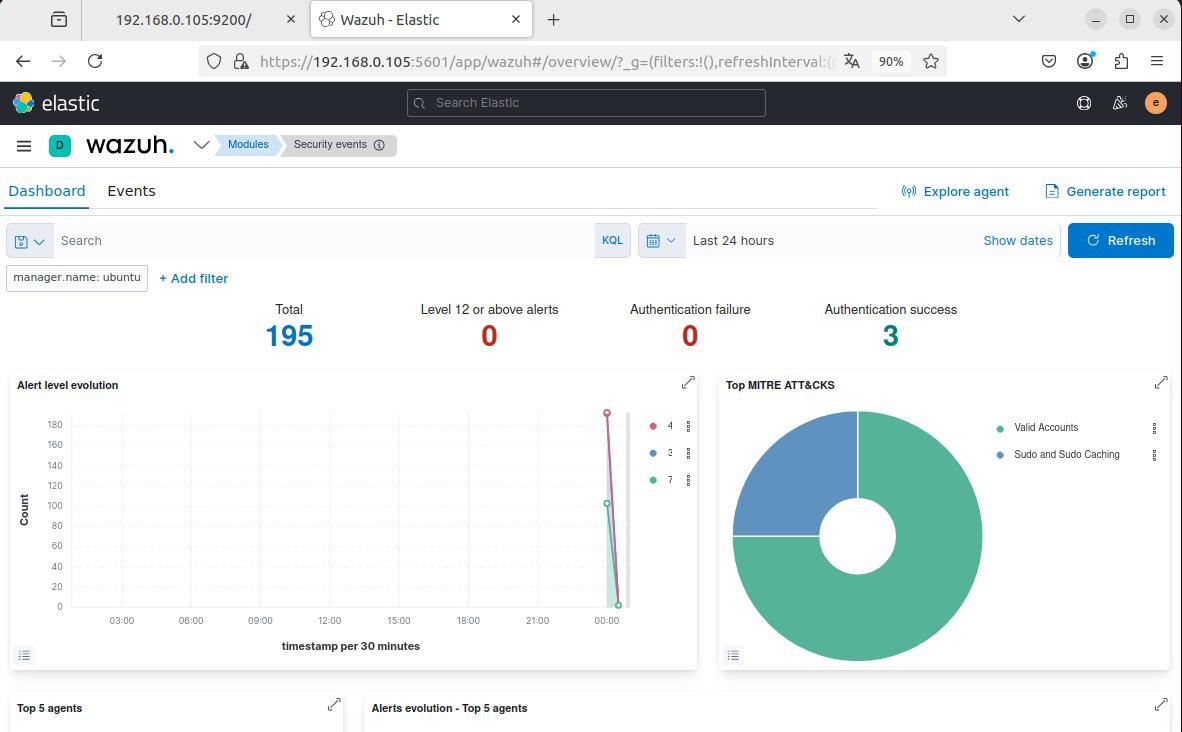 192.168.0.105:9200/
Wazuh - Elastic
https://192.168.0.105:5601/app/wazuh#/overview/?_g=(filters:!(),refreshInterval:(
90%
elastic
Search Elastic
e
D
wazuh.
Modules
Security events
Dashboard
Events
Explore agent
Generate report
Search
KQL
Last 24 hours
Show dates
Refresh
manager.name: ubuntu
+ Add filter
Total
195
Level 12 or above alerts
0
Authentication failure
0
Authentication success
3
Alert level evolution
Count
180
160
140
120
100
80
60
40
20
0
03:00
06:00
09:00
12:00
15:00
18:00
21:00
00:00
timestamp per 30 minutes
4
3
7
Top MITRE ATT&CKS
Valid Accounts
Sudo and Sudo Caching
Top 5 agents
Alerts evolution - Top 5 agents